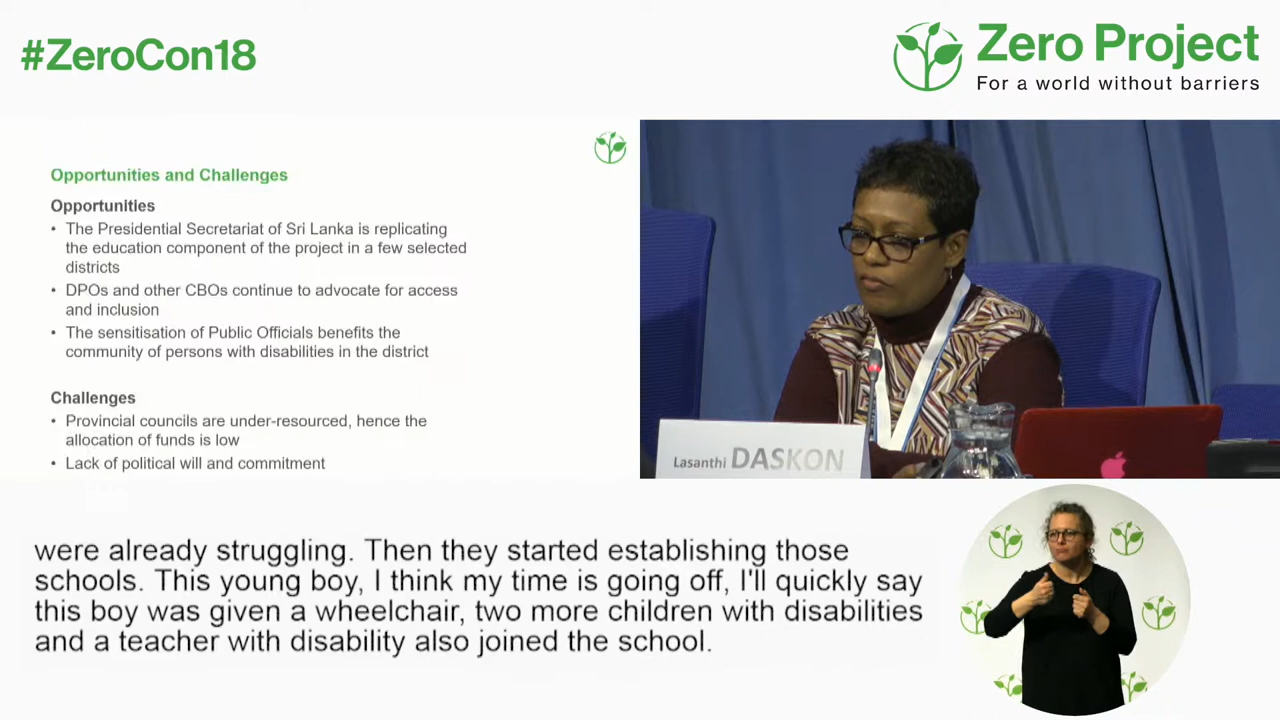 #ZeroCon18
Zero Project
For a world without barriers
Opportunities and Challenges
Opportunities
• The Presidential Secretariat of Sri Lanka is replicating
the education component of the project in a few selected
districts
• DPOs and other CBOs continue to advocate for access
and inclusion
• The sensitisation of Public Officials benefits the
community of persons with disabilities in the district
Challenges
• Provincial councils are under-resourced, hence the
allocation of funds is low
• Lack of political will and commitment
Lasanthi DASKON
were already struggling. Then they started establishing those
schools. This young boy, I think my time is going off, I'll quickly say
this boy was given a wheelchair, two more children with disabilities
and a teacher with disability also joined the school.